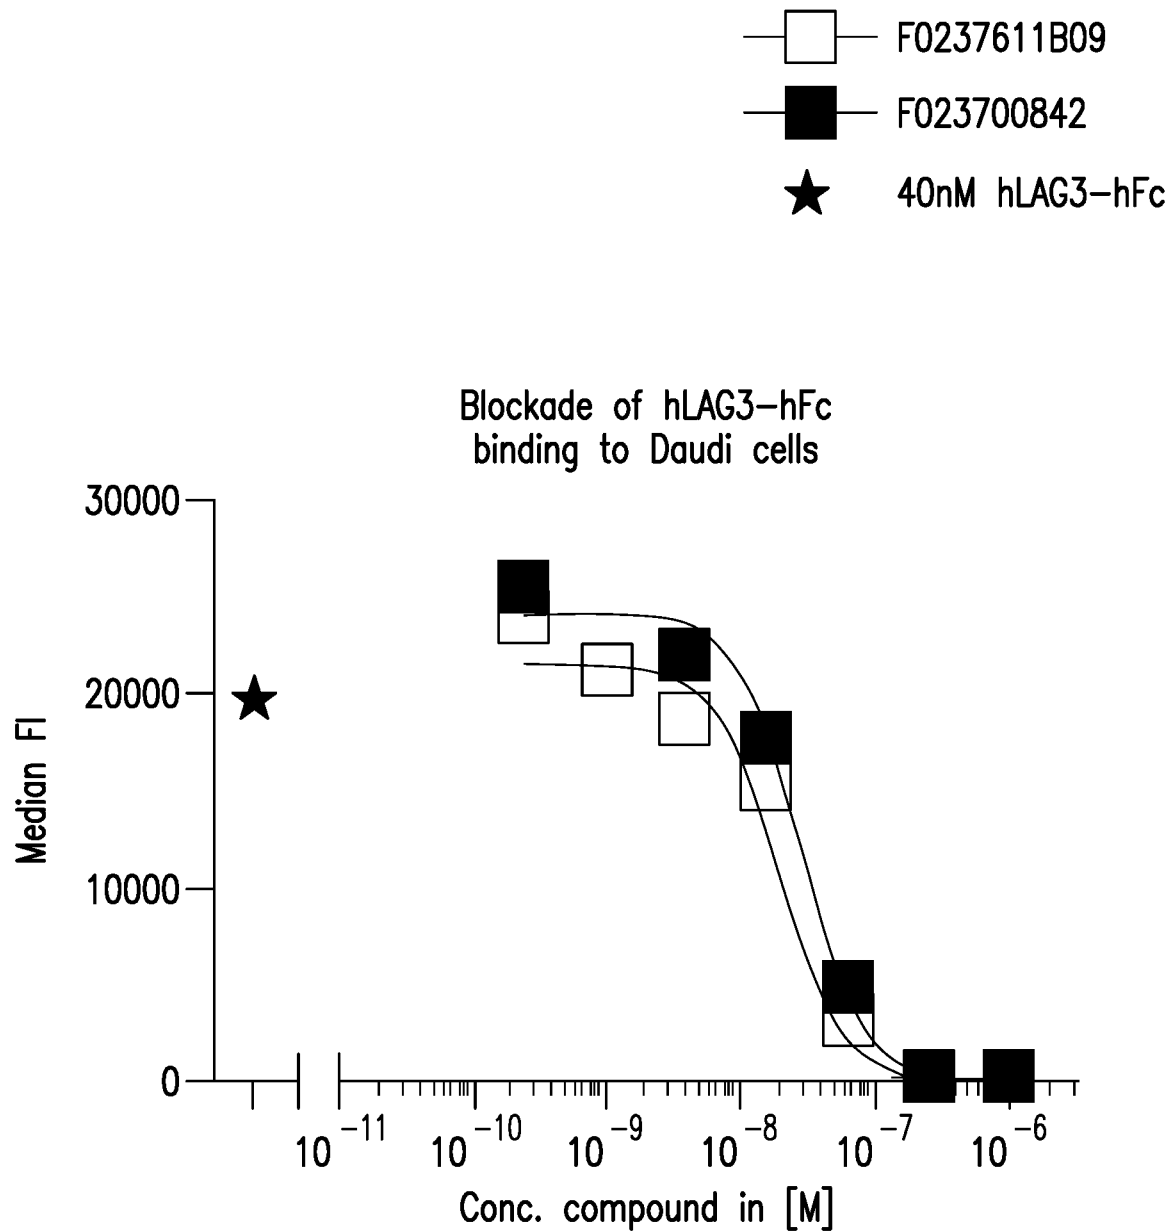 F0237611B09
F023700842
40nM hLAG3-hFc
Blockade of hLAG3-hFc
binding to Daudi cells
30000
20000
10000
0
Median FI
10^-11 10^-10 10^-9 10^-8 10^-7 10^-6
Conc. compound in [M]